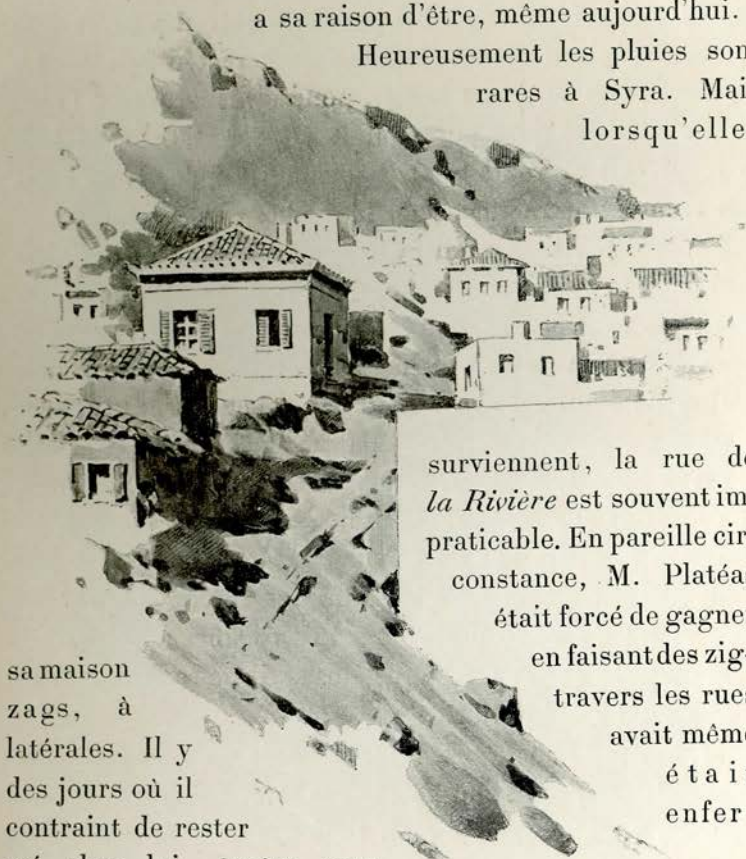 a sa raison d'être, même aujourd'hui.
Heureusement les pluies son
rares à Syra. Mai
lorsqu'elle
surviennent, la rue de
la Rivière est souvent im
praticable. En pareille cir
constance, M. Platéa
était forcé de gagne
sa maison en faisant des zig-
zags, à travers les rues
latérales. Il y avait même
des jours où il étai
contraint de rester enfer